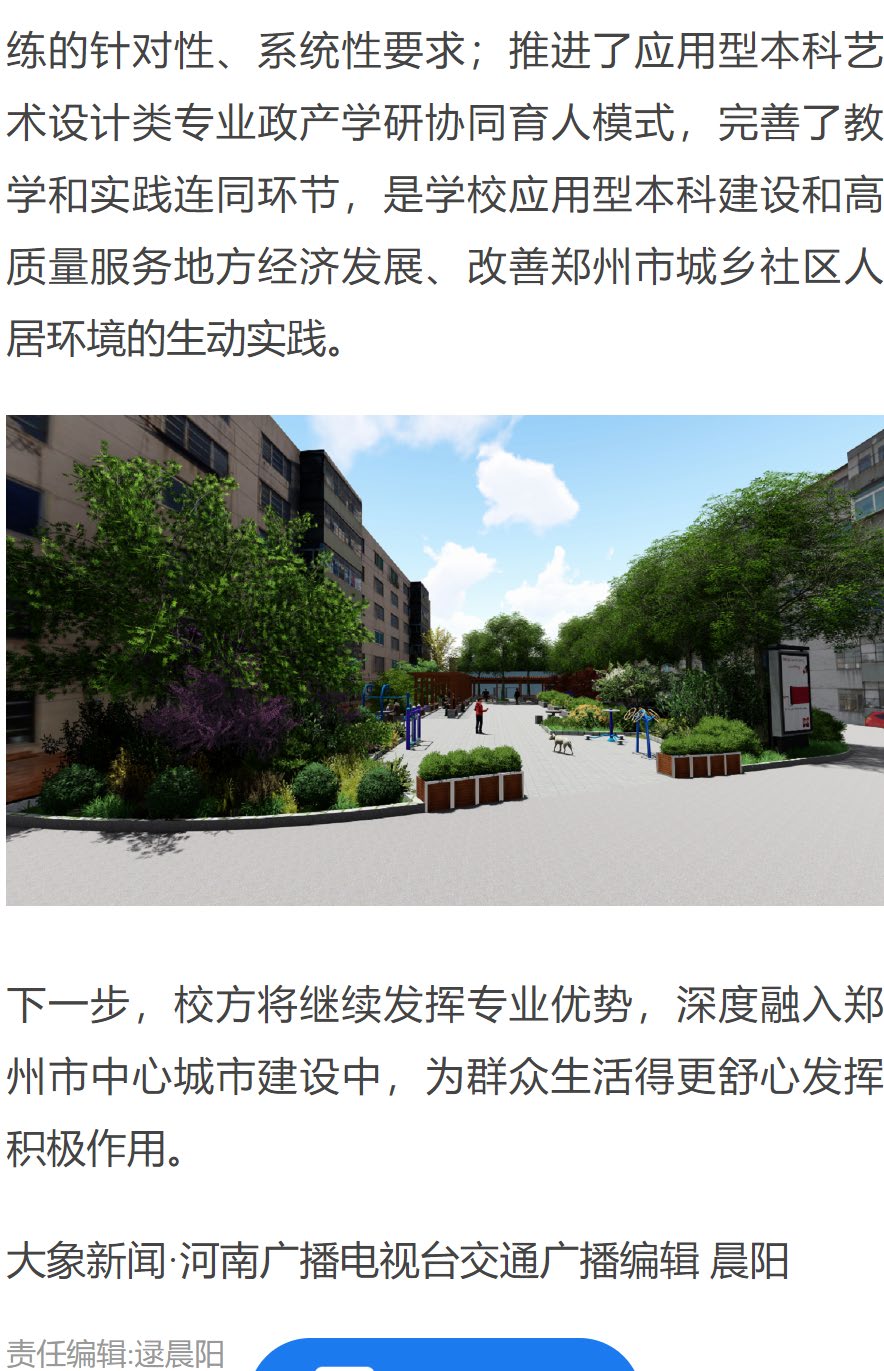 练的针对性、系统性要求；推进了应用型本科艺
术设计类专业政产学研协同育人模式，完善了教
学和实践连同环节，是学校应用型本科建设和高
质量服务地方经济发展、改善郑州市城乡社区人
居环境的生动实践。
下一步，校方将继续发挥专业优势，深度融入郑
州市中心城市建设中，为群众生活得更舒心发挥
积极作用。
大象新闻·河南广播电视台交通广播编辑 晨阳
责任编辑:逯晨阳